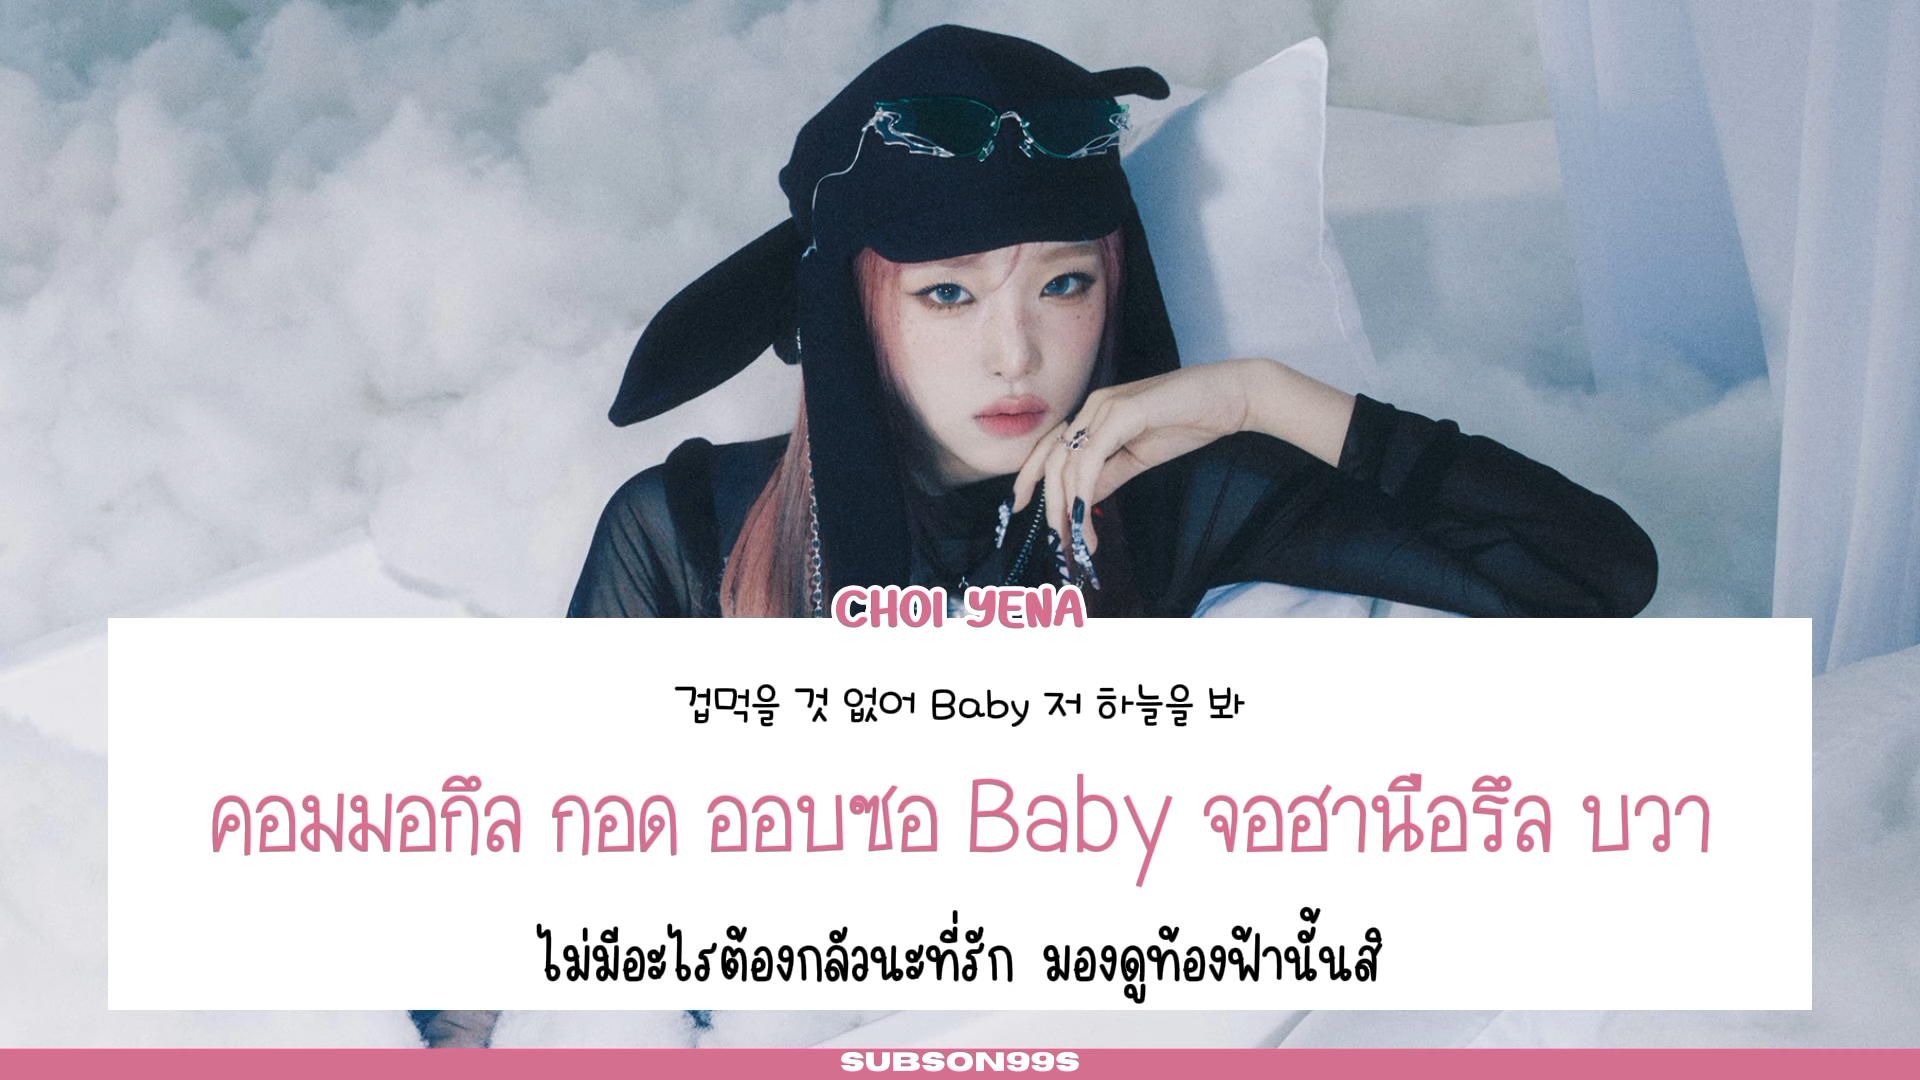 CHOI YENA
겁먹을 것 없어 Baby 저 하늘을 봐
คอมมอกึล กอด ออบซอ Baby จอฮานือรึล บวา
ไม่มีอะไรต้องกลัวนะที่รัก มองดูท้องฟ้านั้นสิ
SUBSON99S